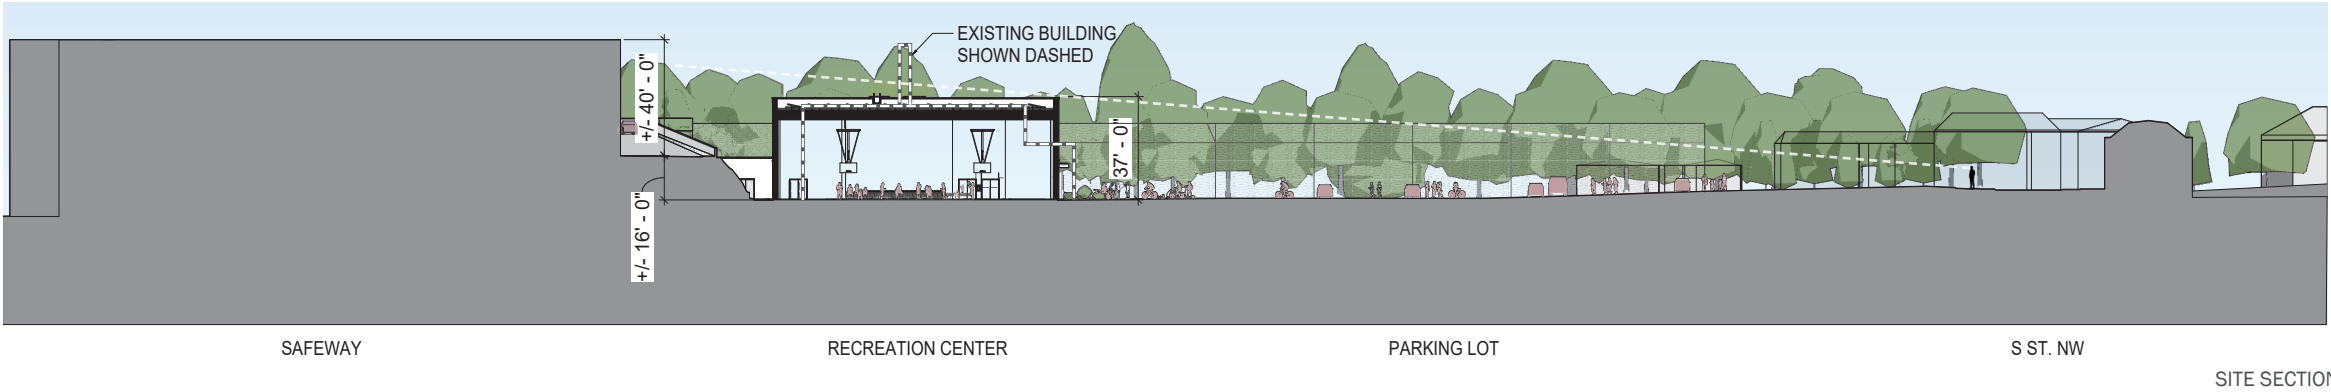 EXISTING BUILDING
SHOWN DASHED
+/- 40' - 0"
+/- 16' - 0"
37' - 0"
SAFEWAY
RECREATION CENTER
PARKING LOT
S ST. NW
SITE SECTION